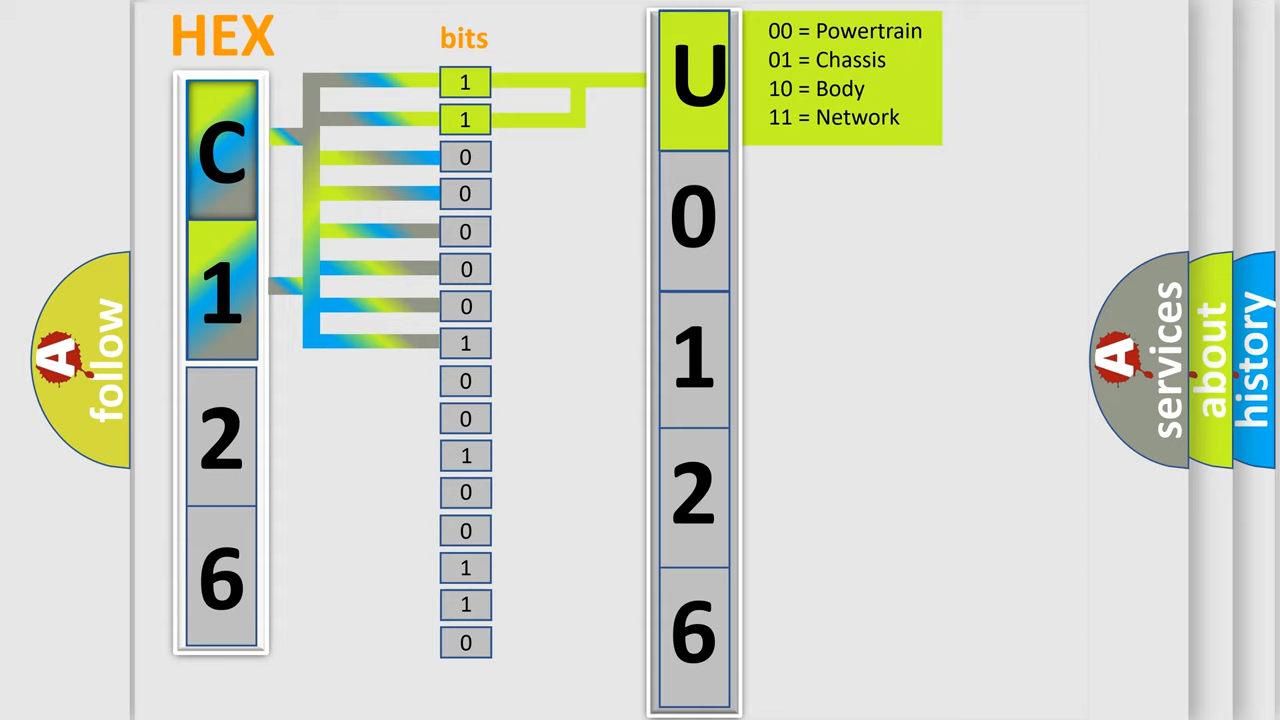 HEX
bits
C
1
2
6
1
1
0
0
0
0
0
1
0
0
1
0
0
1
1
0
U
0
1
2
6
00 = Powertrain
01 = Chassis
10 = Body
11 = Network
A
follow
A
services
about
history